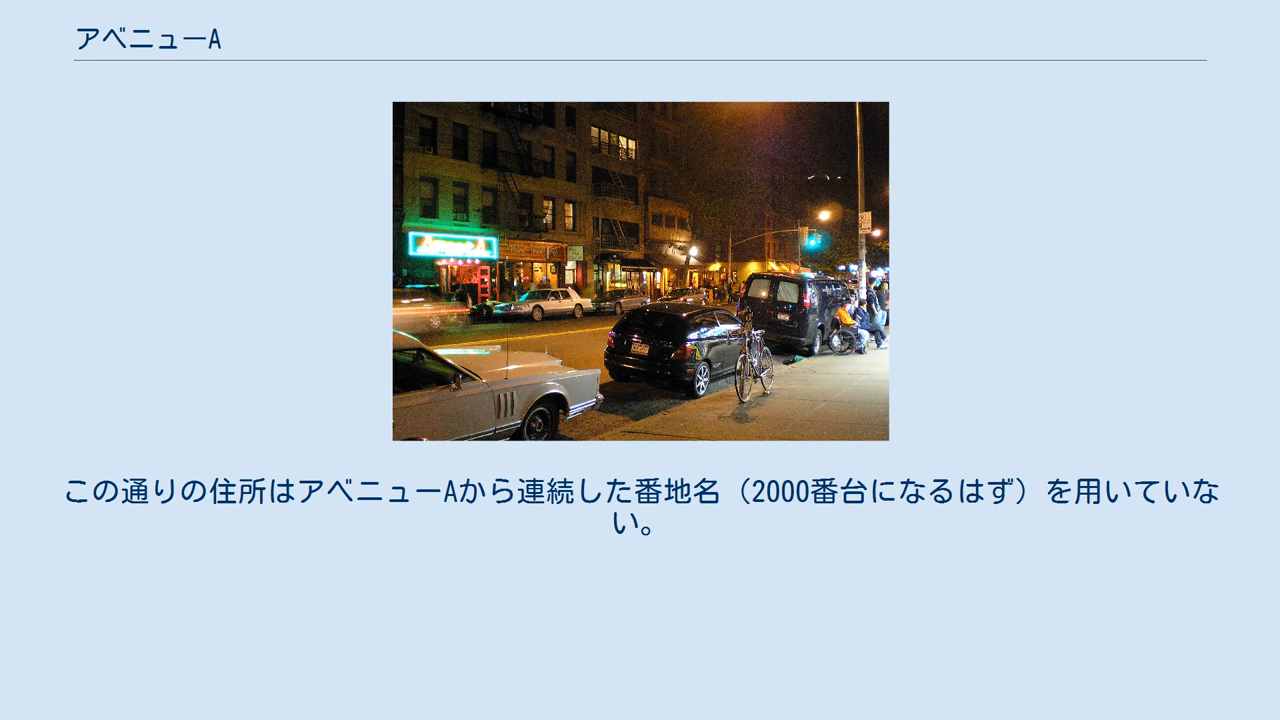 アベニューA
この通りの住所はアベニューAから連続した番地名（2000番台になるはず）を用いていな
い。